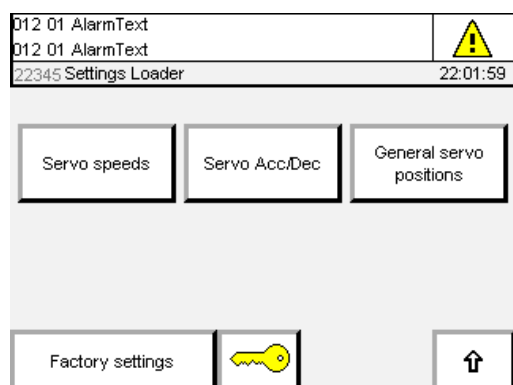 012 01 AlarmText
012 01 AlarmText
22345 Settings Loader 22:01:59
Servo speeds
Servo Acc/Dec
General servo
positions
Factory settings